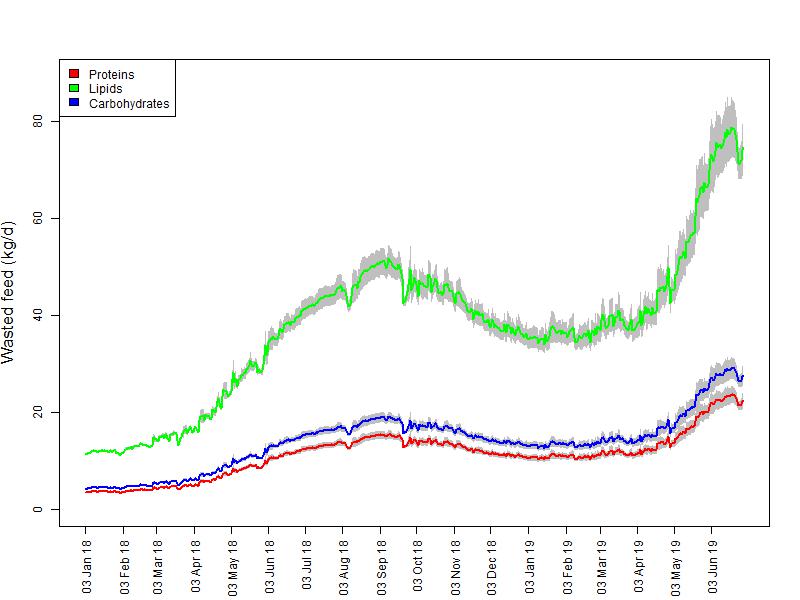 Proteins
Lipids
Carbohydrates
Wasted feed (kg/d)
80
60
40
20
0
03 Jan 18
03 Feb 18
03 Mar 18
03 Apr 18
03 May 18
03 Jun 18
03 Jul 18
03 Aug 18
03 Sep 18
03 Oct 18
03 Nov 18
03 Dec 18
03 Jan 19
03 Feb 19
03 Mar 19
03 Apr 19
03 May 19
03 Jun 19